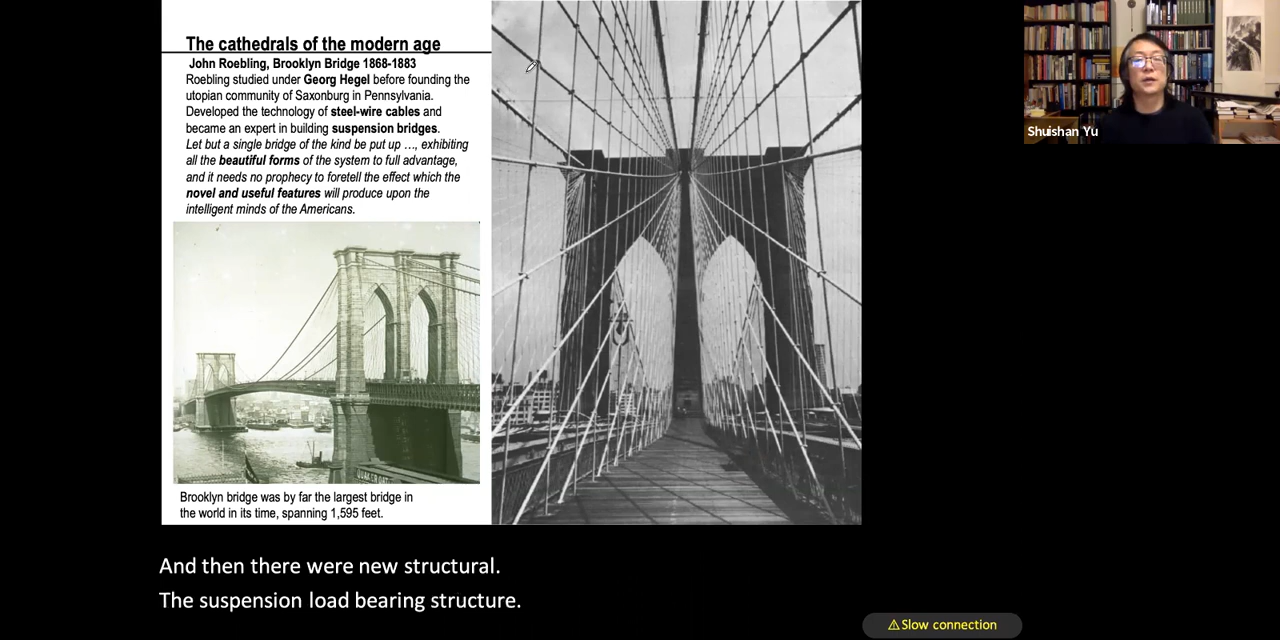 The cathedrals of the modern age
John Roebling, Brooklyn Bridge 1868-1883
Roebling studied under Georg Hegel before founding the
utopian community of Saxonburg in Pennsylvania.
Developed the technology of steel-wire cables and
became an expert in building suspension bridges.
Let but a single bridge of the kind be put up …, exhibiting
all the beautiful forms of the system to full advantage,
and it needs no prophecy to foretell the effect which the
novel and useful features will produce upon the
intelligent minds of the Americans.
Brooklyn bridge was by far the largest bridge in
the world in its time, spanning 1,595 feet.
Shuishan Yu
And then there were new structural.
The suspension load bearing structure.
⚠Slow connection